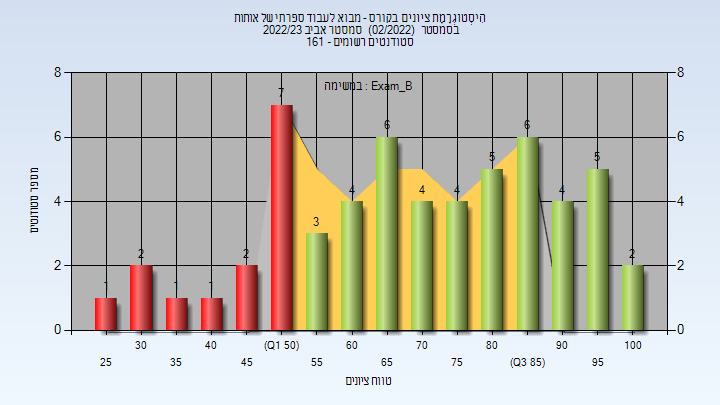 היסטוגרמת ציונים בקורס - מבוא לעבוד ספרתי של אותות
בסמסטר (02/2022) סמסטר אביב 2022/23
סטודנטים רשומים - 161
במשימה : Exam_B
מספר סטודנטים
8 8
6 6
4 4
2 2
0 0
1 2 1 1 2 7 3 4 6 4 4 5 6 4 5 2
30 40 (Q1 50) 60 70 80 90 100
25 35 45 55 65 75 (Q3 85) 95
טווח ציונים